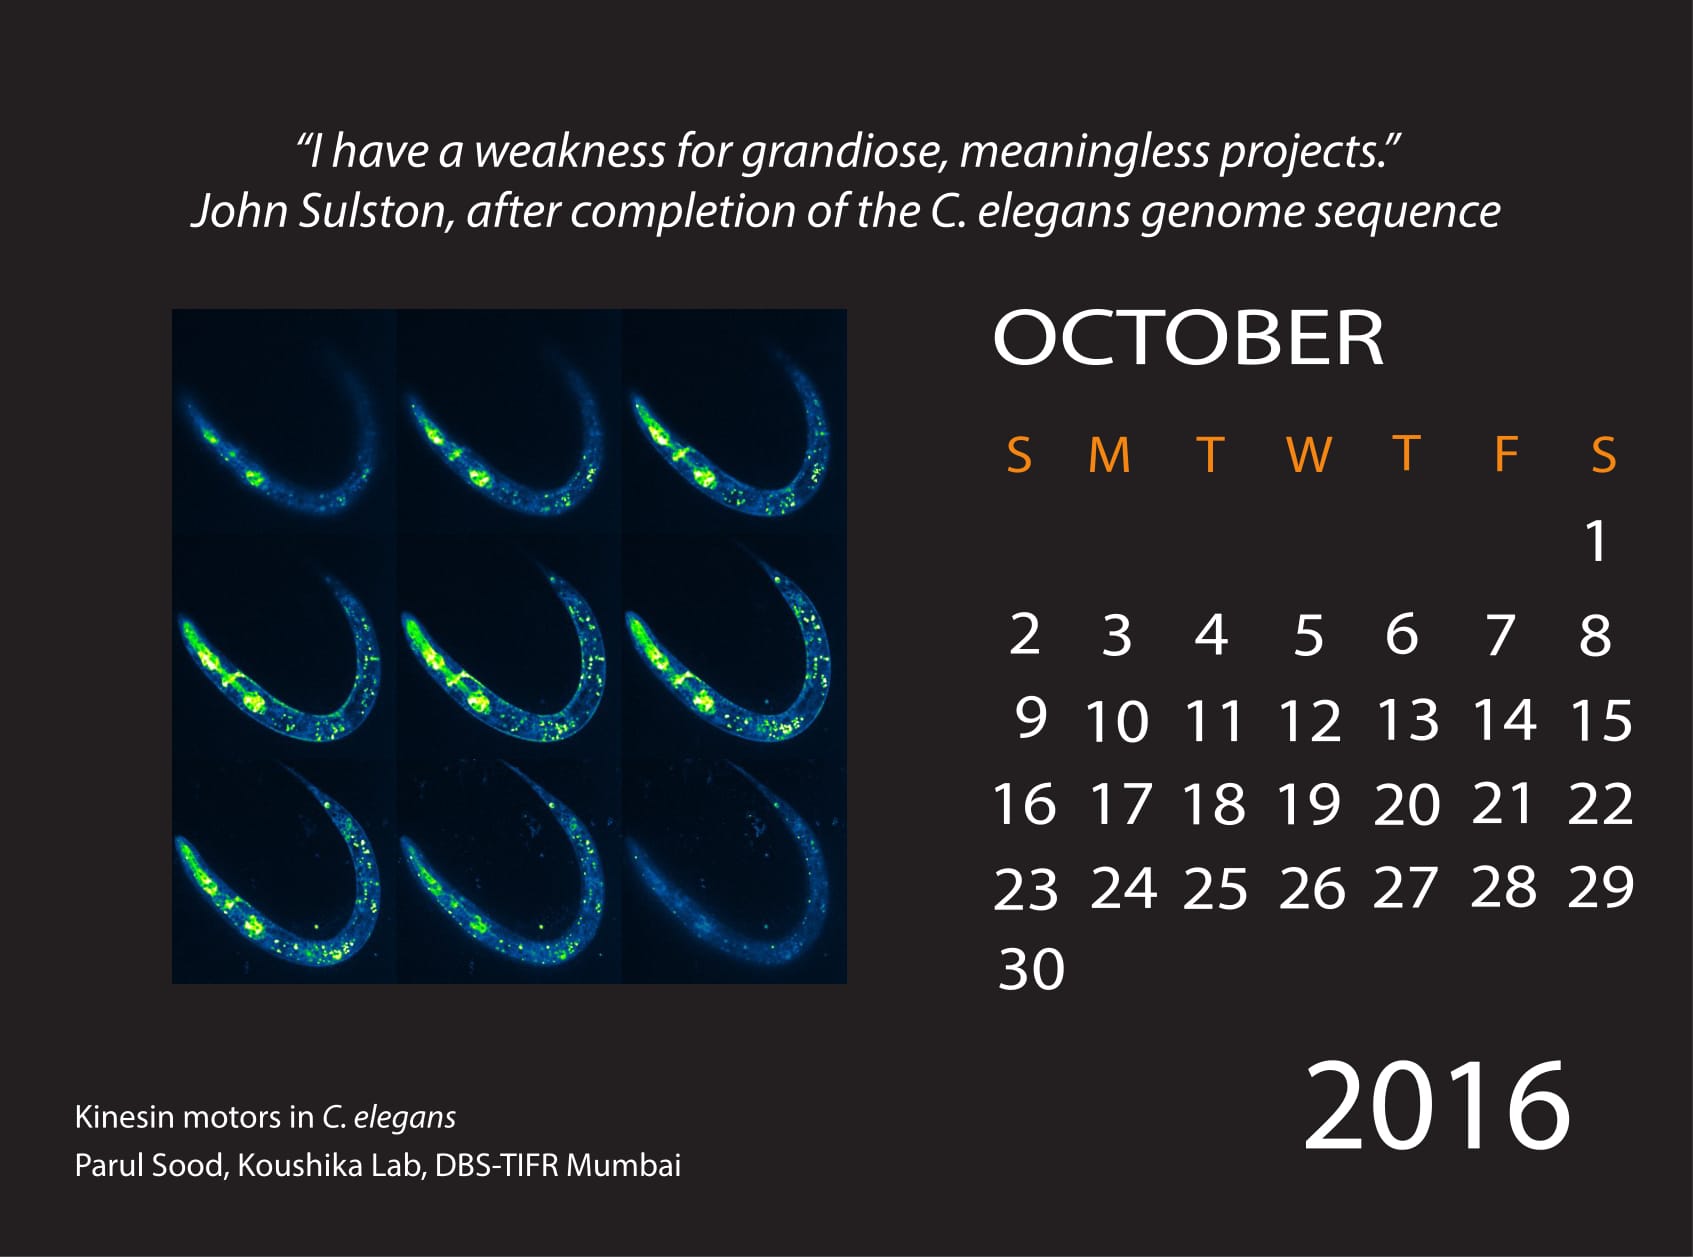 “I have a weakness for grandiose, meaningless projects.”
John Sulston, after completion of the C. elegans genome sequence
OCTOBER
S M T W T F S
1
2 3 4 5 6 7 8
9 10 11 12 13 14 15
16 17 18 19 20 21 22
23 24 25 26 27 28 29
30
2016
Kinesin motors in C. elegans
Parul Sood, Koushika Lab, DBS-TIFR Mumbai